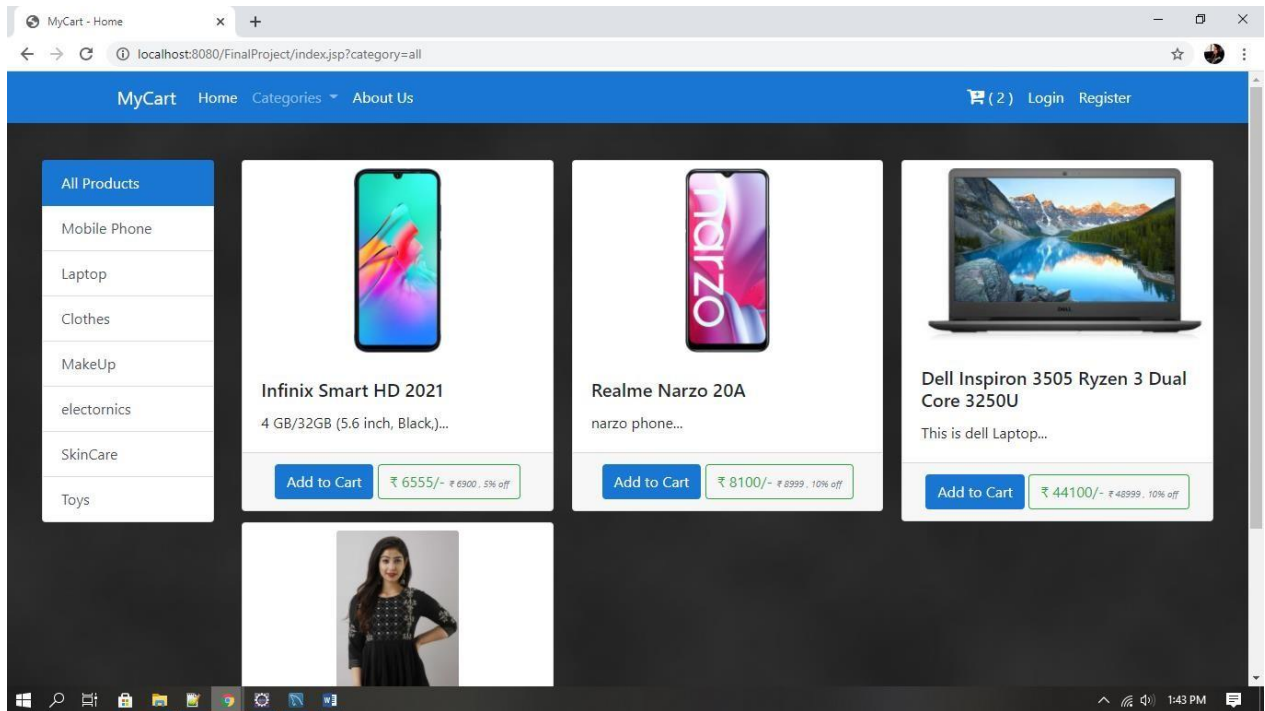 MyCart - Home
localhost:8080/FinalProject/index.jsp?category=all
MyCart Home Categories About Us
( 2 ) Login Register
All Products
Mobile Phone
Laptop
Clothes
MakeUp
electornics
SkinCare
Toys
Infinix Smart HD 2021
4 GB/32GB (5.6 inch, Black,)...
Add to Cart
₹ 6555/- ₹ 6900 , 5% off
narzo
Realme Narzo 20A
narzo phone...
Add to Cart
₹ 8100/- ₹ 8999 , 10% off
DELL
Dell Inspiron 3505 Ryzen 3 Dual
Core 3250U
This is dell Laptop...
Add to Cart
₹ 44100/- ₹ 48999 , 10% off
1:43 PM